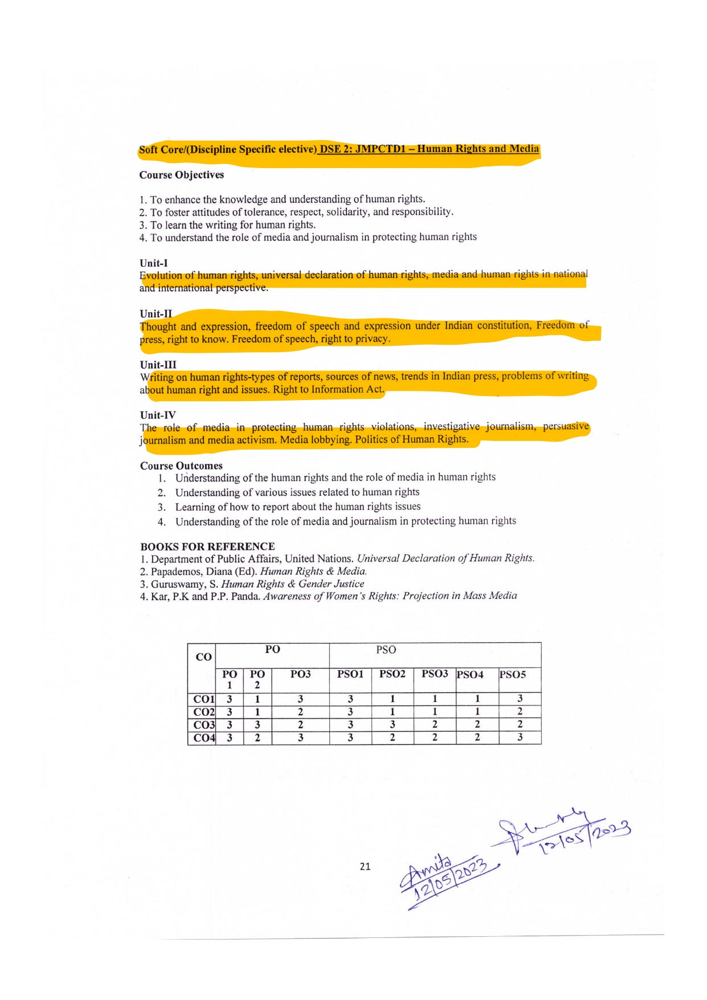 Soft Core/(Discipline Specific elective) DSE 2: JMPCTD1 – Human Rights and Media
Course Objectives
1. To enhance the knowledge and understanding of human rights.
2. To foster attitudes of tolerance, respect, solidarity, and responsibility.
3. To learn the writing for human rights.
4. To understand the role of media and journalism in protecting human rights
Unit-I
Evolution of human rights, universal declaration of human rights, media and human rights in national
and international perspective.
Unit-II
Thought and expression, freedom of speech and expression under Indian constitution, Freedom of
press, right to know. Freedom of speech, right to privacy.
Unit-III
Writing on human rights-types of reports, sources of news, trends in Indian press, problems of writing
about human right and issues. Right to Information Act.
Unit-IV
The role of media in protecting human rights violations, investigative journalism, persuasive
journalism and media activism. Media lobbying. Politics of Human Rights.
Course Outcomes
1. Understanding of the human rights and the role of media in human rights
2. Understanding of various issues related to human rights
3. Learning of how to report about the human rights issues
4. Understanding of the role of media and journalism in protecting human rights
BOOKS FOR REFERENCE
1. Department of Public Affairs, United Nations. Universal Declaration of Human Rights.
2. Papademos, Diana (Ed). Human Rights & Media.
3. Guruswamy, S. Human Rights & Gender Justice
4. Kar, P.K and P.P. Panda. Awareness of Women's Rights: Projection in Mass Media
CO PO PSO
PO 1 PO 2 PO3 PSO1 PSO2 PSO3 PSO4 PSO5
CO1 3 1 3 3 1 1 1 3
CO2 3 1 2 3 1 1 1 2
CO3 3 3 2 3 3 2 2 2
CO4 3 2 3 3 2 2 2 3
12/05/2023
Amita
12/05/2023
21